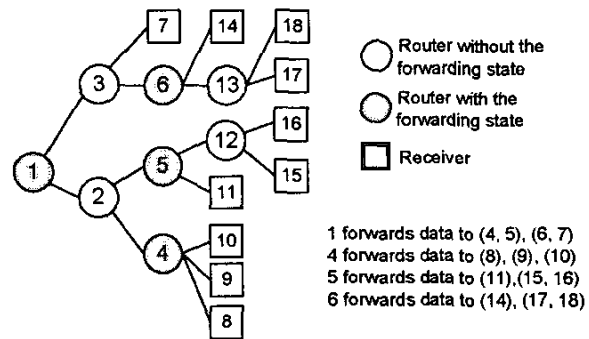 7
14
18
3
6
13
17
Router without the
forwarding state
Router with the
forwarding state
Receiver
1
2
5
12
16
15
11
4
10
9
8
1 forwards data to (4, 5), (6, 7)
4 forwards data to (8), (9), (10)
5 forwards data to (11),(15, 16)
6 forwards data to (14), (17, 18)